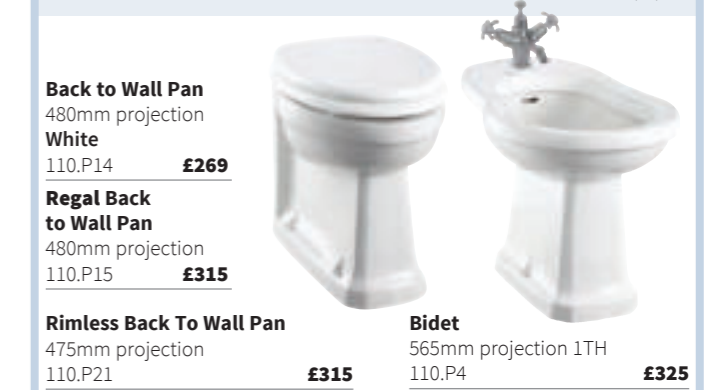 Back to Wall Pan
480mm projection
White
110.P14 £269
Regal Back
to Wall Pan
480mm projection
110.P15 £315
Rimless Back To Wall Pan
475mm projection
110.P21 £315
Bidet
565mm projection 1TH
110.P4 £325